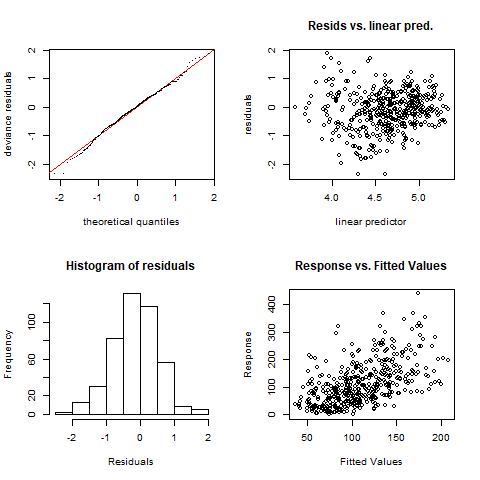 deviance residuals
-2 -1 0 1 2
-2 -1 0 1 2
theoretical quantiles
Resids vs. linear pred.
residuals
-2 -1 0 1 2
4.0 4.5 5.0
linear predictor
Histogram of residuals
Frequency
0 20 60 100
-2 -1 0 1 2
Residuals
Response vs. Fitted Values
Response
0 100 200 300 400
50 100 150 200
Fitted Values